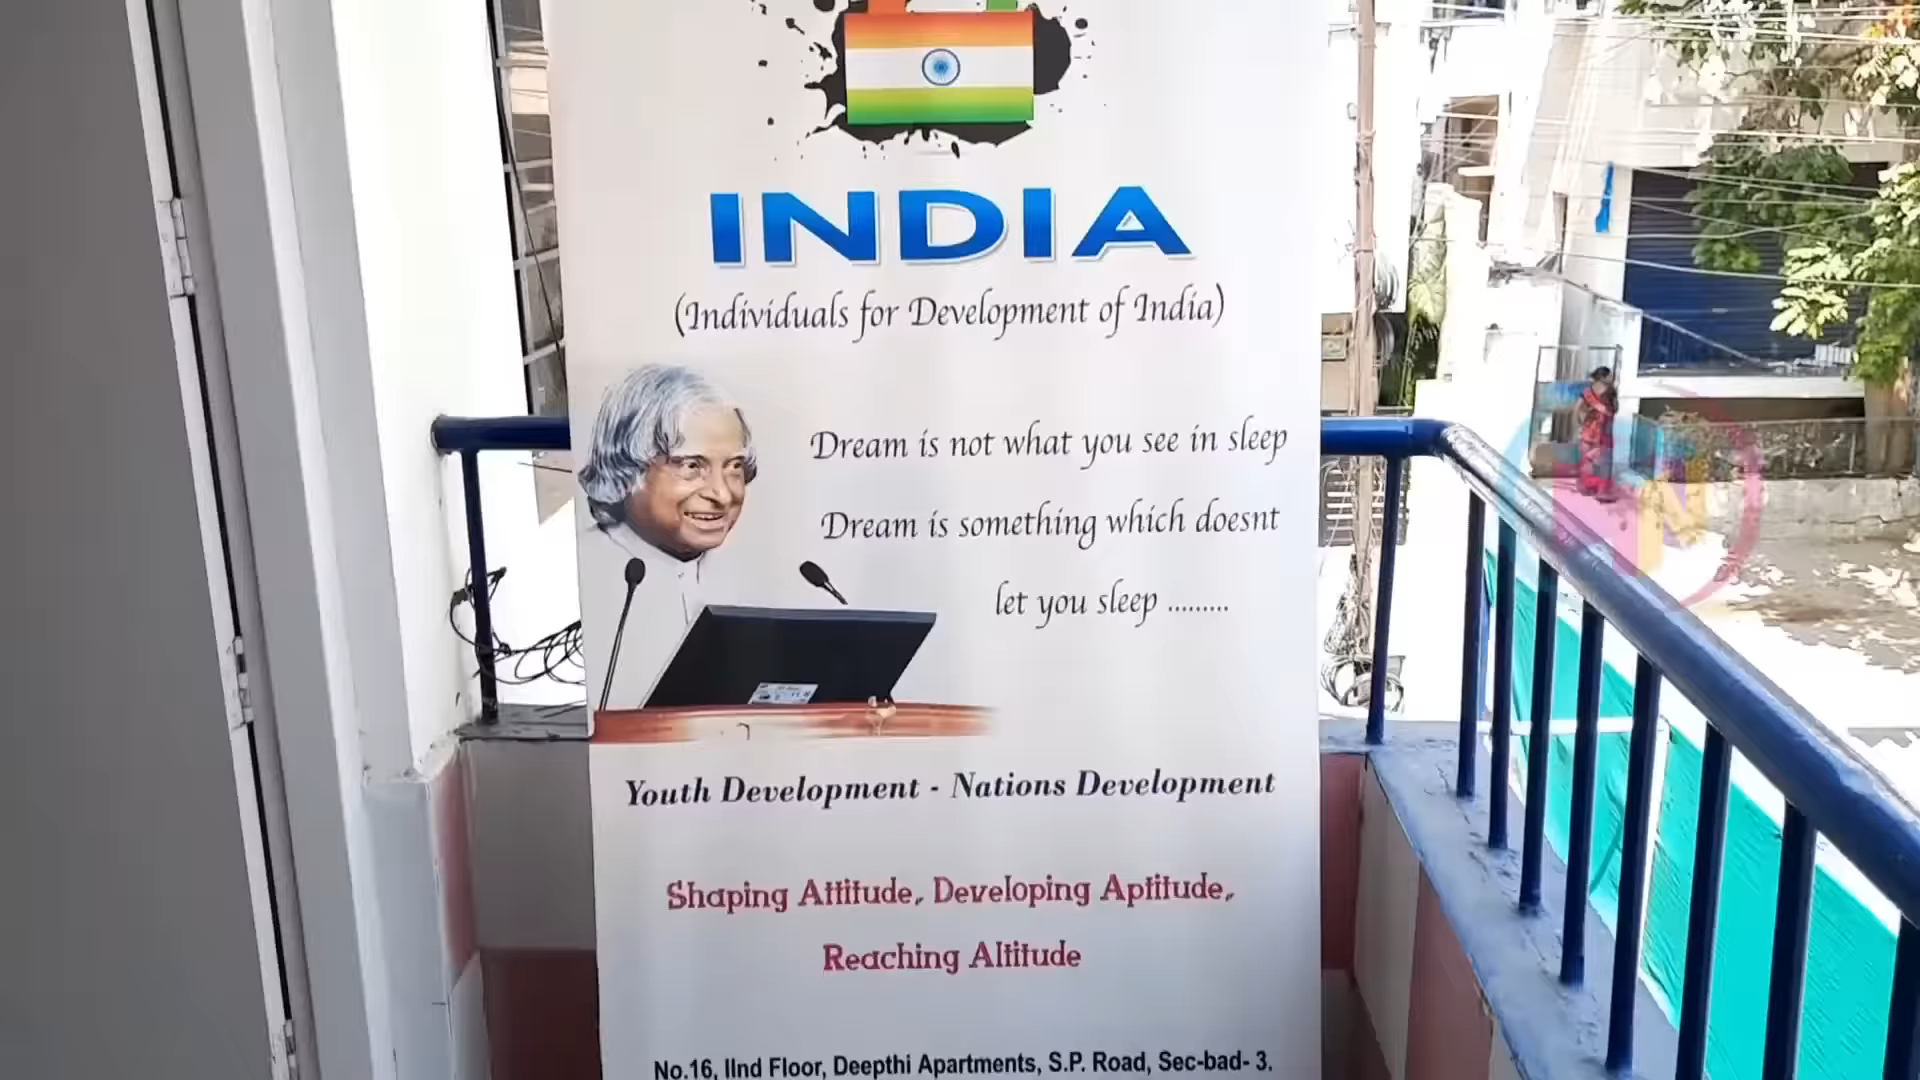 INDIA
(Individuals for Development of India)
Dream is not what you see in sleep
Dream is something which doesnt
let you sleep .........
Youth Development - Nations Development
Shaping Attitude, Developing Aptitude,
Reaching Altitude
No.16, IInd Floor, Deepthi Apartments, S.P. Road, Sec-bad- 3.